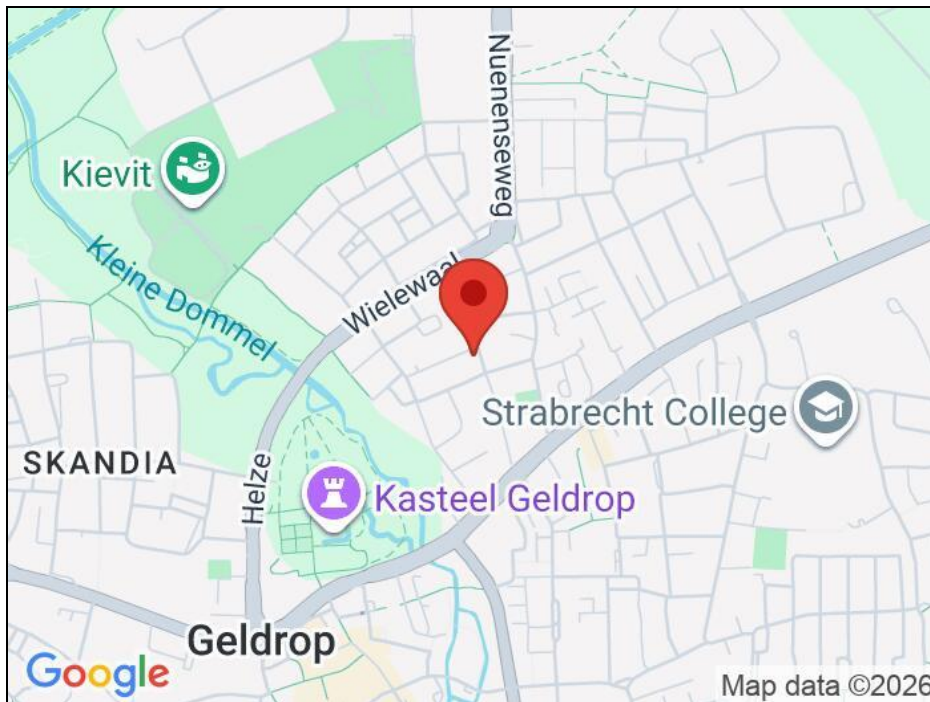 Nuenenseweg
Kievit
Kleine Dommel
Wielewaal
Strabrecht College
SKANDIA
Helze
Kasteel Geldrop
Geldrop
Google
Map data ©2026